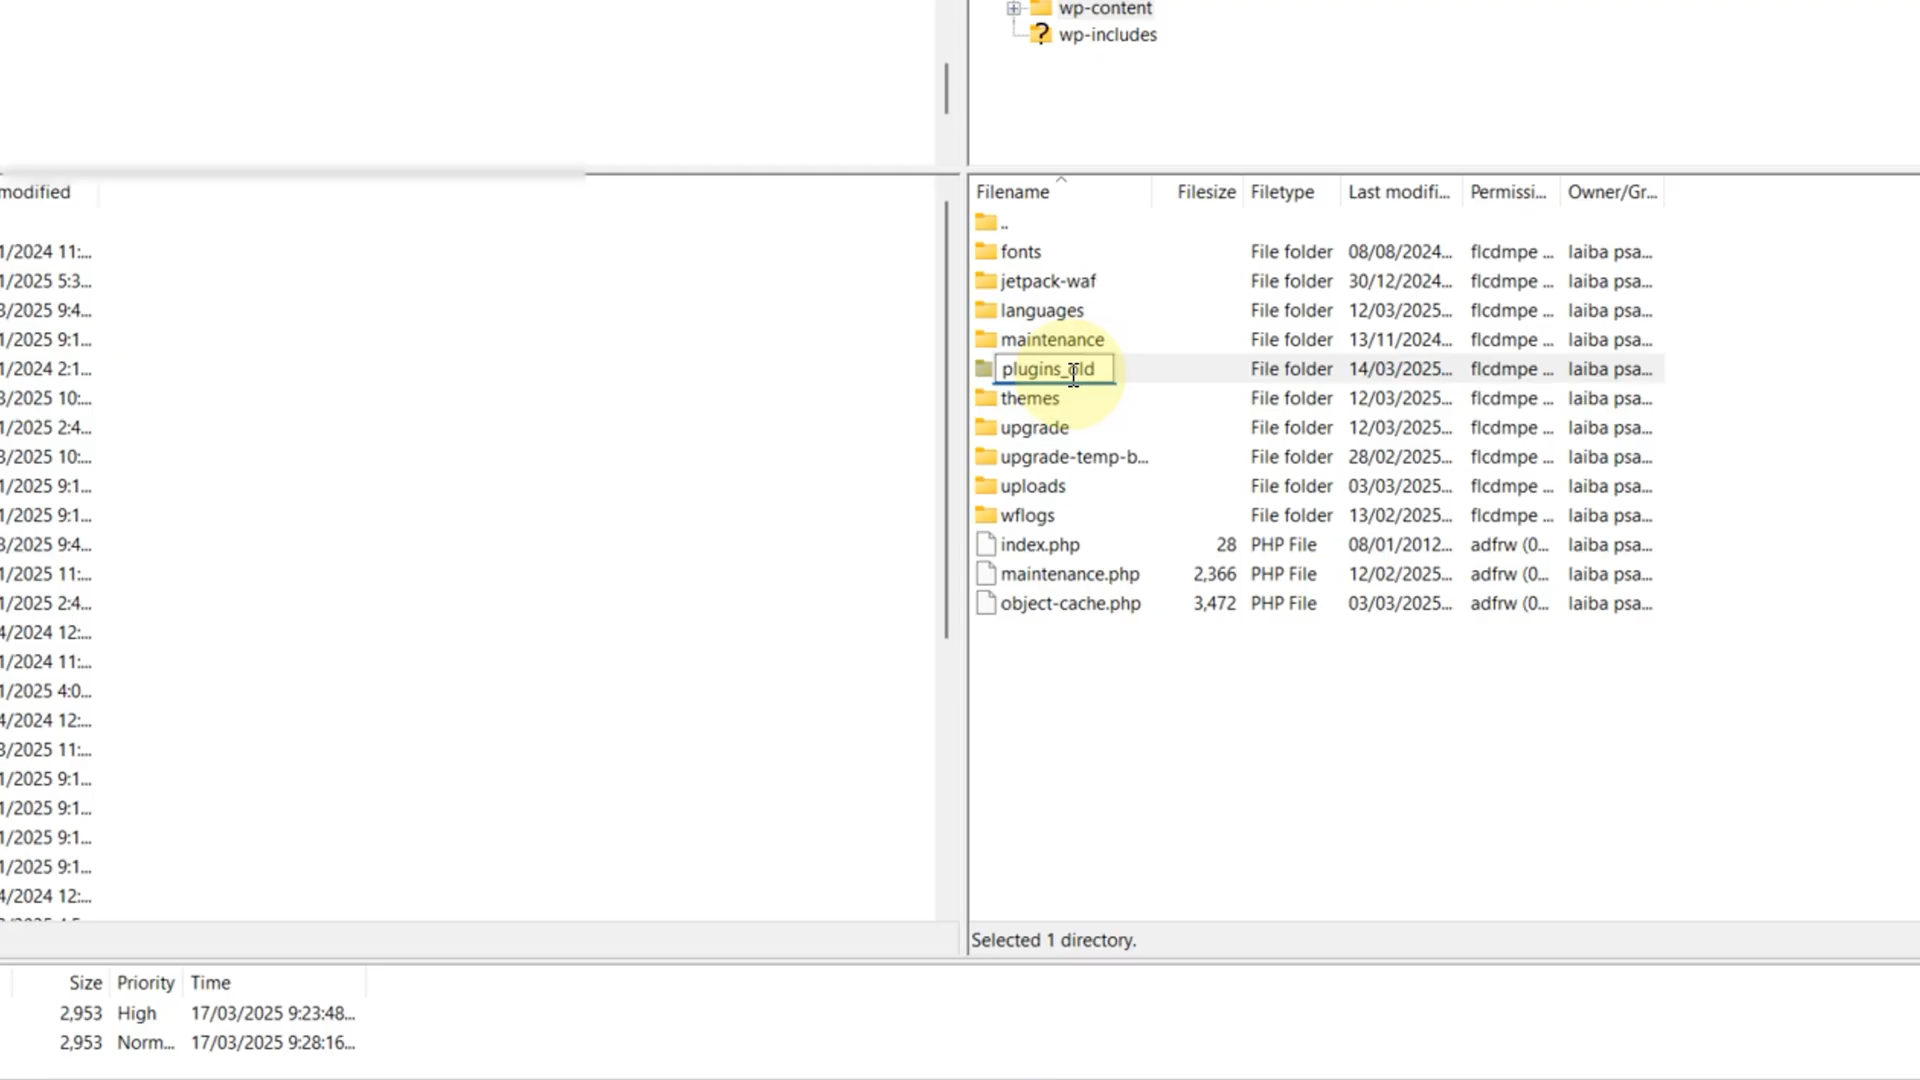 wp-content
wp-includes
modified
1/2024 11:...
1/2025 5:3...
3/2025 9:4...
1/2025 9:1...
1/2024 2:1...
3/2025 10:...
1/2025 2:4...
3/2025 10:...
1/2025 9:1...
1/2025 9:1...
3/2025 9:4...
1/2025 11:...
1/2025 2:4...
4/2024 12:...
1/2024 11:...
1/2025 4:0...
4/2024 12:...
3/2025 11:...
1/2025 9:1...
1/2025 9:1...
1/2025 9:1...
1/2025 9:1...
4/2024 12:...
Filename Filesize Filetype Last modifi... Permissi... Owner/Gr...
..
fonts File folder 08/08/2024... flcdmpe ... laiba psa...
jetpack-waf File folder 30/12/2024... flcdmpe ... laiba psa...
languages File folder 12/03/2025... flcdmpe ... laiba psa...
maintenance File folder 13/11/2024... flcdmpe ... laiba psa...
plugins_old File folder 14/03/2025... flcdmpe ... laiba psa...
themes File folder 12/03/2025... flcdmpe ... laiba psa...
upgrade File folder 12/03/2025... flcdmpe ... laiba psa...
upgrade-temp-b... File folder 28/02/2025... flcdmpe ... laiba psa...
uploads File folder 03/03/2025... flcdmpe ... laiba psa...
wflogs File folder 13/02/2025... flcdmpe ... laiba psa...
index.php 28 PHP File 08/01/2012... adfrw (0... laiba psa...
maintenance.php 2,366 PHP File 12/02/2025... adfrw (0... laiba psa...
object-cache.php 3,472 PHP File 03/03/2025... adfrw (0... laiba psa...
Selected 1 directory.
Size Priority Time
2,953 High 17/03/2025 9:23:48...
2,953 Norm... 17/03/2025 9:28:16...